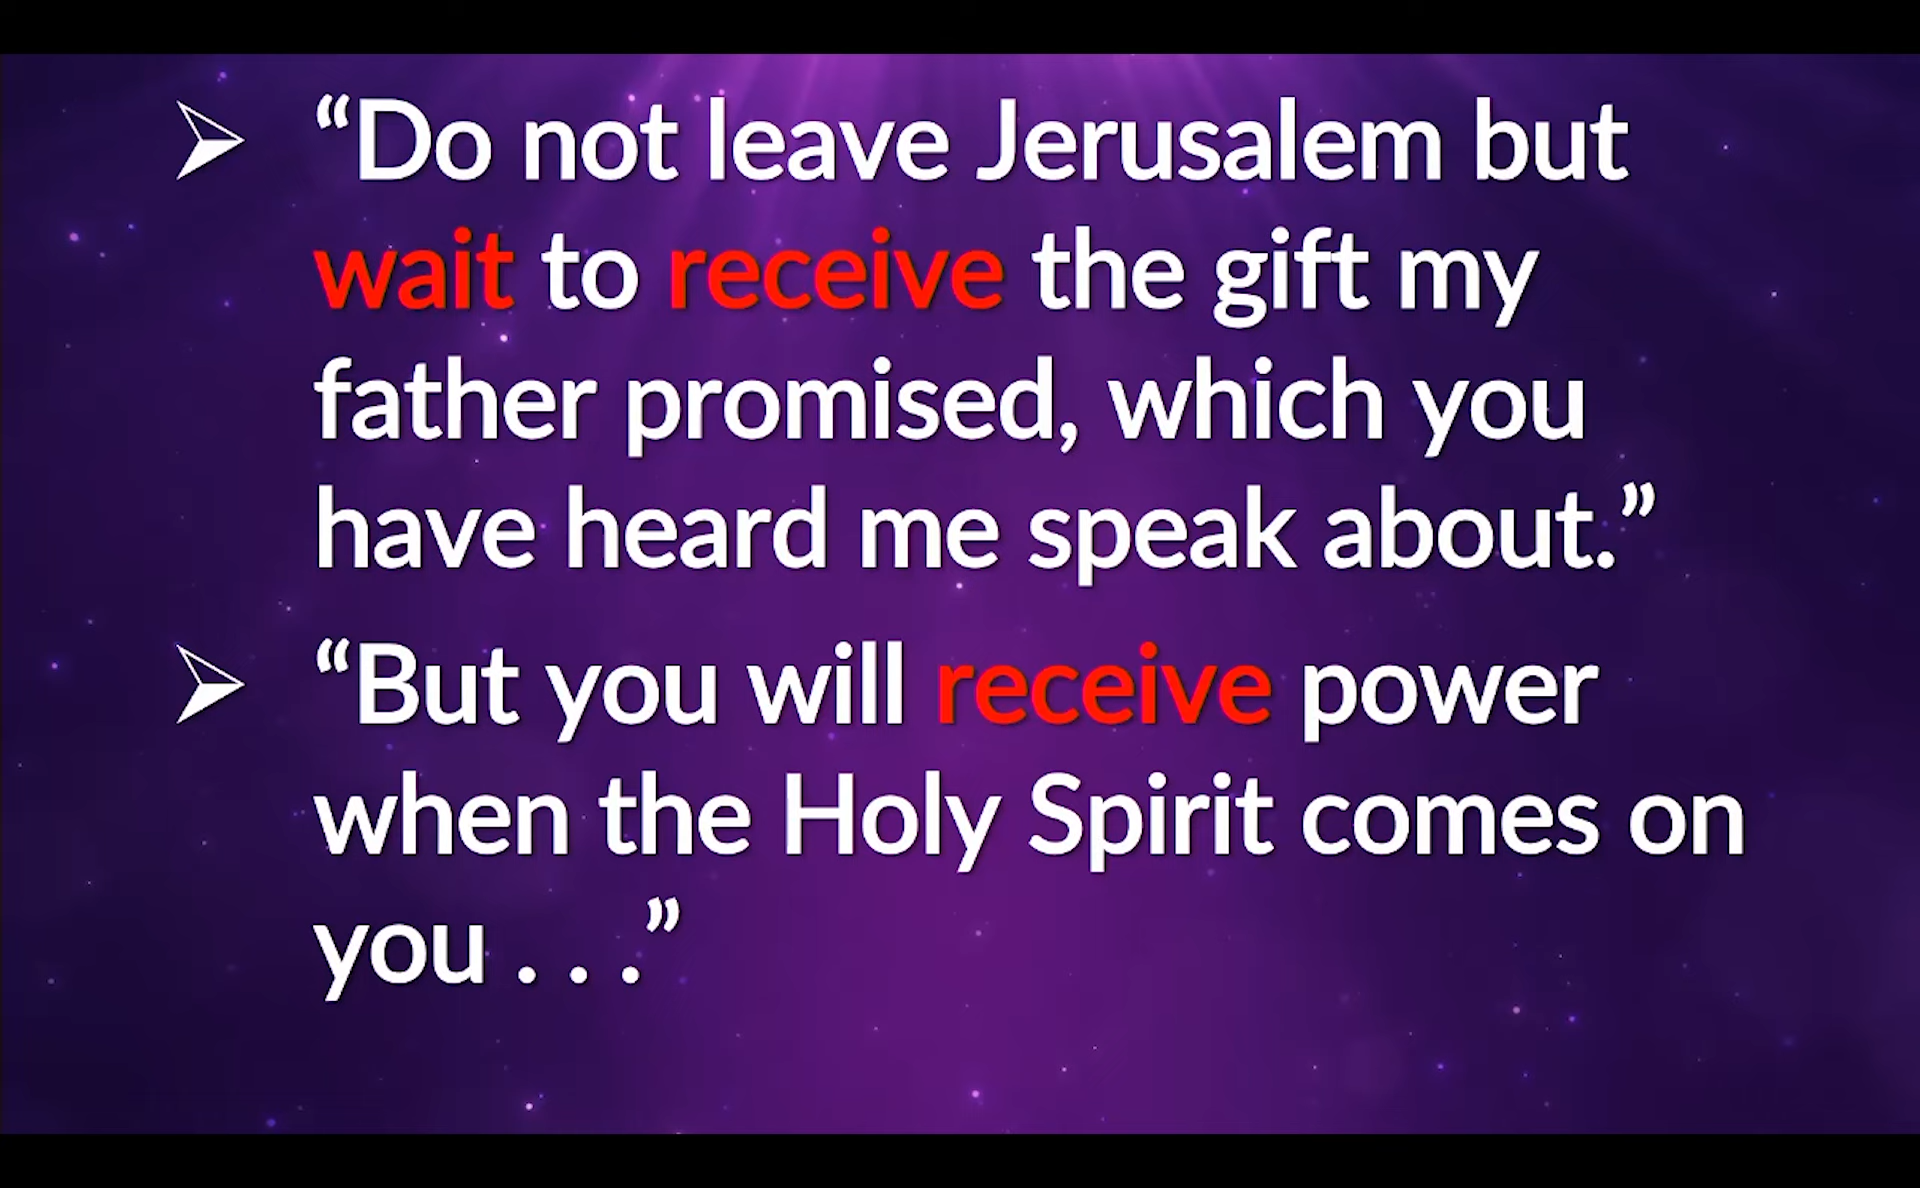 ➢ “Do not leave Jerusalem but
wait to receive the gift my
father promised, which you
have heard me speak about.”
➢ “But you will receive power
when the Holy Spirit comes on
you . . .”